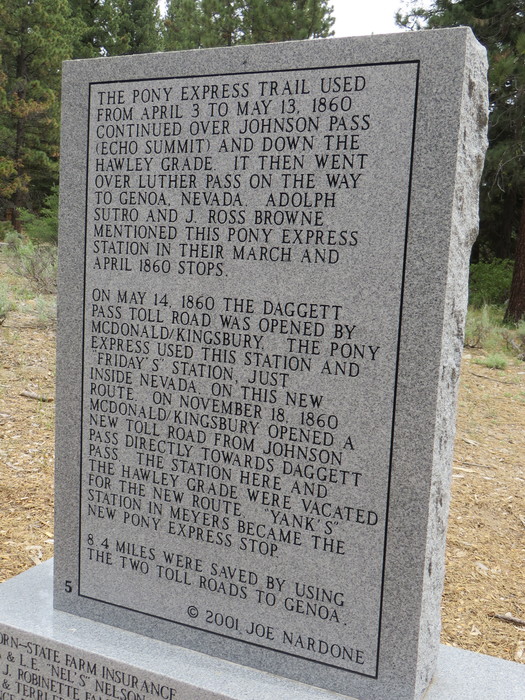 THE PONY EXPRESS TRAIL USED
FROM APRIL 3 TO MAY 13, 1860
CONTINUED OVER JOHNSON PASS
(ECHO SUMMIT) AND DOWN THE
HAWLEY GRADE. IT THEN WENT
OVER LUTHER PASS ON THE WAY
TO GENOA, NEVADA. ADOLPH
SUTRO AND J. ROSS BROWNE
MENTIONED THIS PONY EXPRESS
STATION IN THEIR MARCH AND
APRIL 1860 STOPS.
ON MAY 14, 1860 THE DAGGETT
PASS TOLL ROAD WAS OPENED BY
MCDONALD/KINGSBURY. THE PONY
EXPRESS USED THIS STATION AND
"FRIDAY'S" STATION, JUST
INSIDE NEVADA, ON THIS NEW
ROUTE. ON NOVEMBER 18, 1860
MCDONALD/KINGSBURY OPENED A
NEW TOLL ROAD FROM JOHNSON
PASS DIRECTLY TOWARDS DAGGETT
PASS. THE STATION HERE AND
THE HAWLEY GRADE WERE VACATED
FOR THE NEW ROUTE. "YANK'S"
STATION IN MEYERS BECAME THE
NEW PONY EXPRESS STOP.
8.4 MILES WERE SAVED BY USING
THE TWO TOLL ROADS TO GENOA.
5 © 2001, JOE NARDONE
ORN-STATE FARM INSURANCE
& L.E. "NEL'S" NELSON
J. ROBINETTE